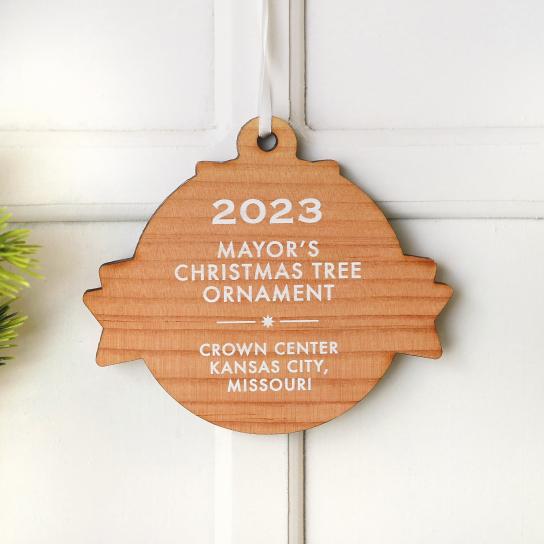 2023
MAYOR'S
CHRISTMAS TREE
ORNAMENT
CROWN CENTER
KANSAS CITY,
MISSOURI